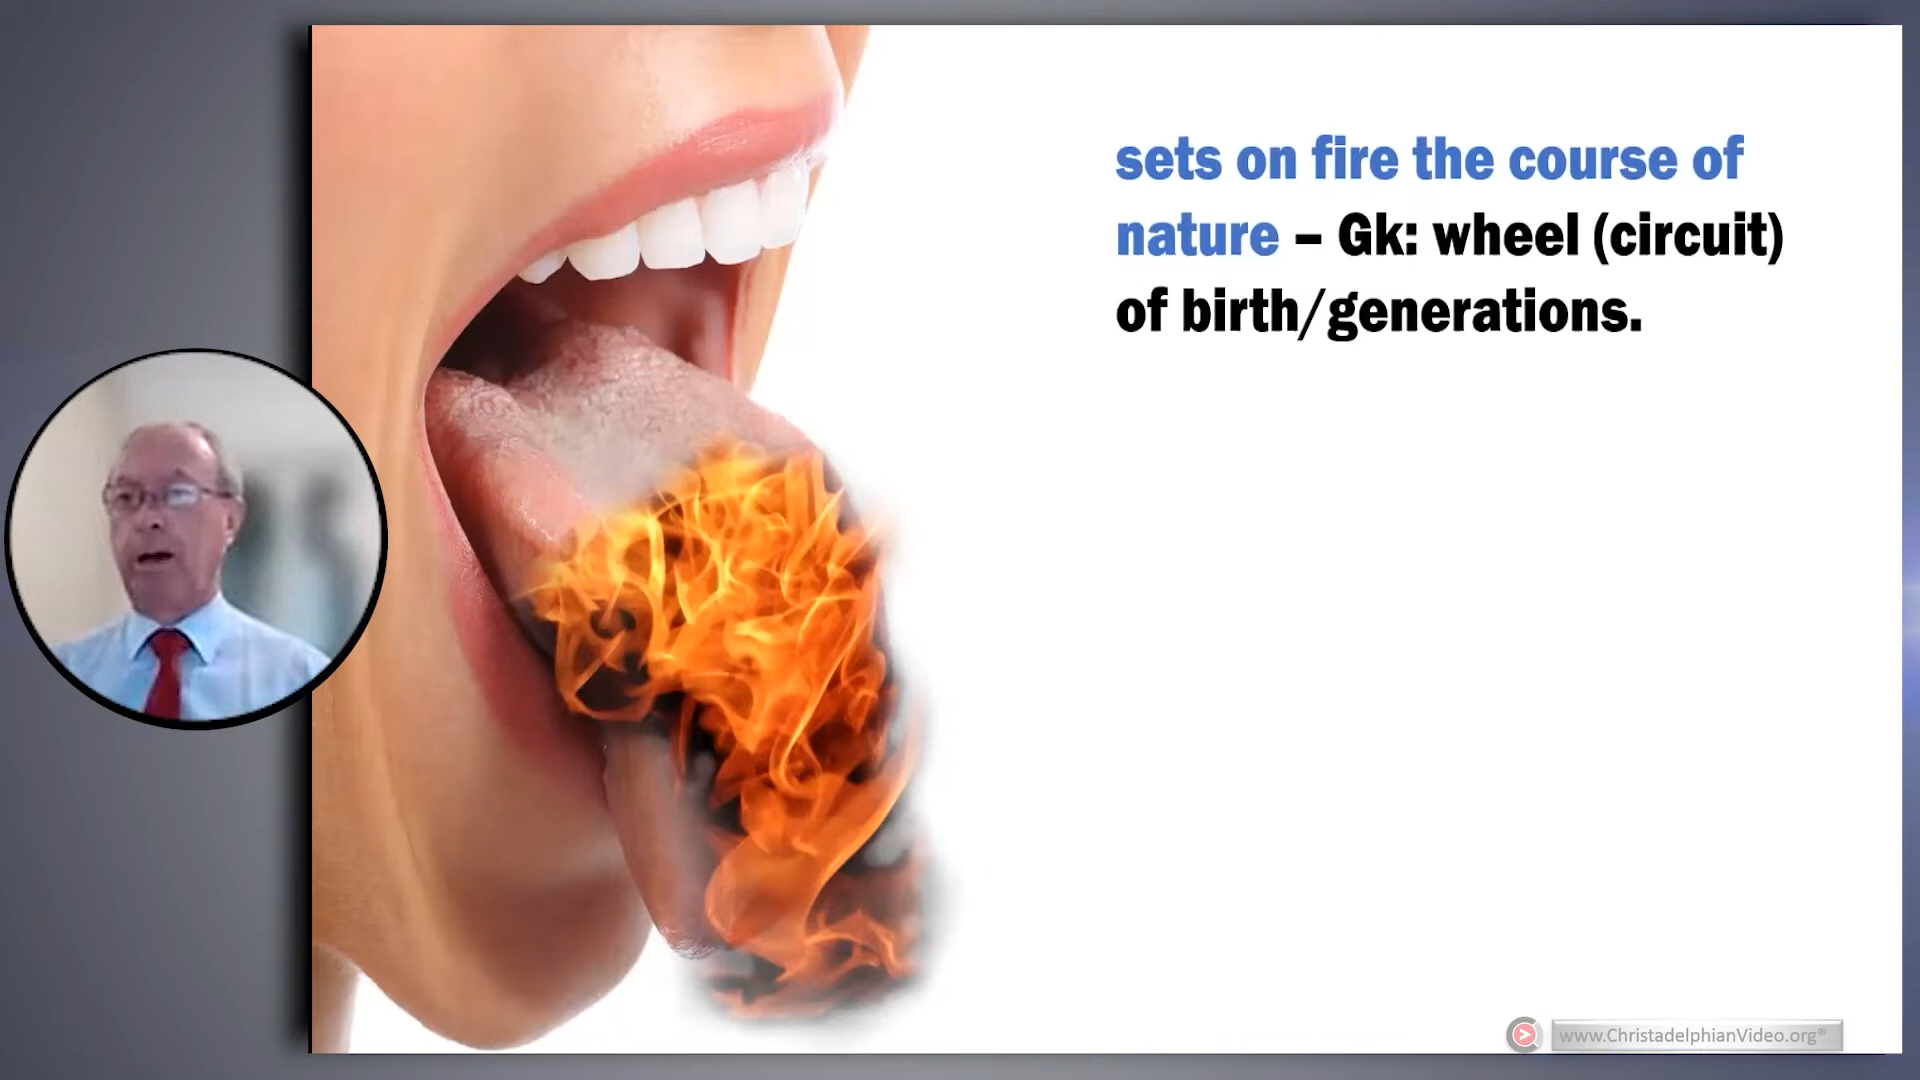 sets on fire the course of
nature – Gk: wheel (circuit)
of birth/generations.
www.ChristadelphianVideo.org®